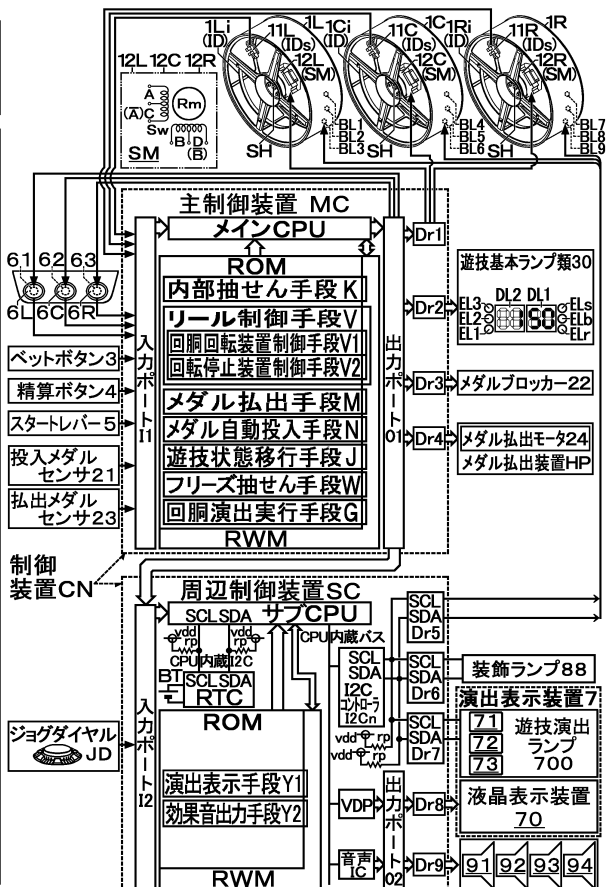 1Li
(ID)
11L
(IDs)
1L
12L
(SM)
1Ci
(ID)
11C
(IDs)
1C
12C
(SM)
1Ri
(ID)
11R
(IDs)
1R
12R
(SM)
12L 12C 12R
A
(A̅)C
Sw
B D
(B̅)
Rm
SM
SH
BL1
BL2
BL3
SH
BL4
BL5
BL6
SH
BL7
BL8
BL9
主制御装置 MC
メインCPU
ROM
内部抽せん手段K
リール制御手段V
回胴回転装置制御手段V1
回転停止装置制御手段V2
メダル払出手段M
メダル自動投入手段N
遊技状態移行手段J
フリーズ抽せん手段W
回胴演出実行手段G
RWM
入力ポートI1
出力ポートO1
61 62 63
6L 6C 6R
ベットボタン3
精算ボタン4
スタートレバー5
投入メダル
センサ21
払出メダル
センサ23
Dr1
Dr2
Dr3
Dr4
遊技基本ランプ類30
DL2 DL1
EL3
EL2
EL1
ELs
ELb
ELr
メダルブロッカー22
メダル払出モータ24
メダル払出装置HP
制御
装置CN
周辺制御装置SC
サブCPU
SCL SDA
vdd
rp
vdd
rp
CPU内蔵I2C
CPU内蔵バス
BT
SCL SDA
RTC
ROM
演出表示手段Y1
効果音出力手段Y2
RWM
入力ポートI2
ジョグダイヤル
JD
SCL
SDA
I2C
コントローラ
I2Cn
vdd
rp
vdd
rp
SCL
SDA
Dr5
SCL
SDA
Dr6
SCL
SDA
Dr7
装飾ランプ88
演出表示装置7
71
72
73
遊技演出
ランプ
700
液晶表示装置
70
VDP
音声
IC
出力ポートO2
Dr8
Dr9
91 92 93 94